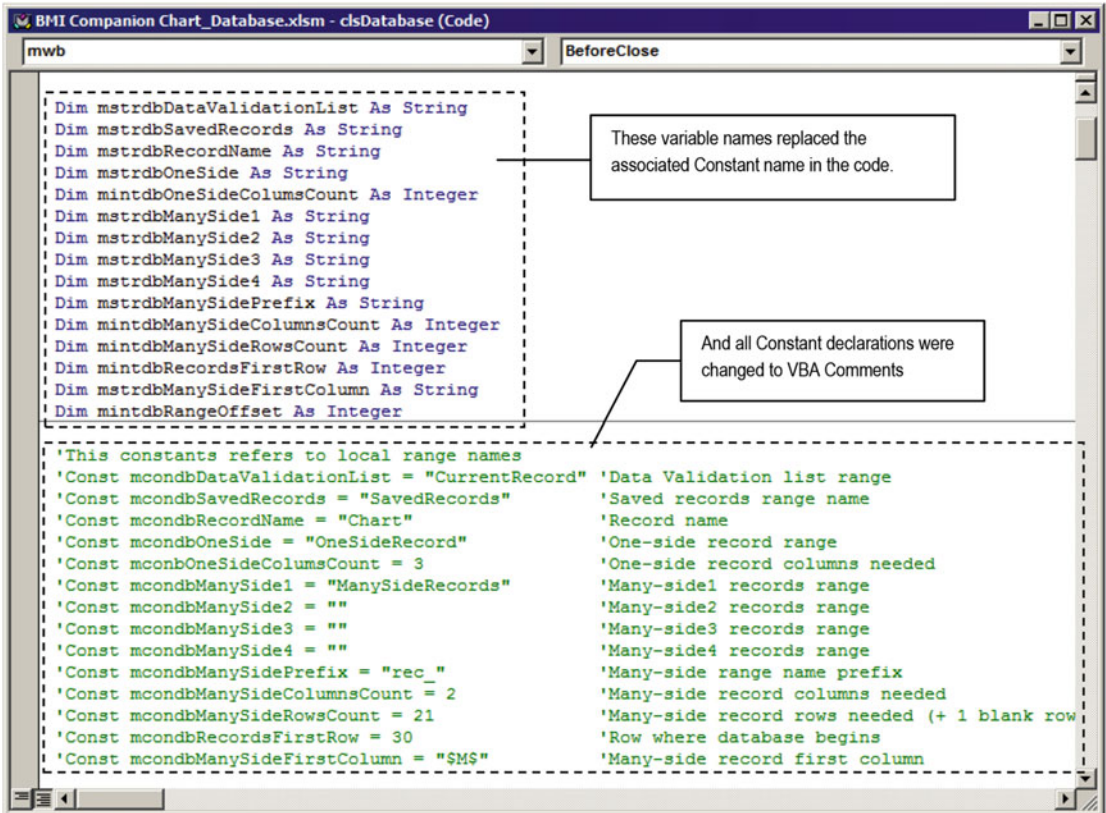 BMI Companion Chart_Database.xlsm - clsDatabase (Code)
mwb
BeforeClose
Dim mstrdbDataValidationList As String
Dim mstrdbSavedRecords As String
Dim mstrdbRecordName As String
Dim mstrdbOneSide As String
Dim mintdbOneSideColumsCount As Integer
Dim mstrdbManySide1 As String
Dim mstrdbManySide2 As String
Dim mstrdbManySide3 As String
Dim mstrdbManySide4 As String
Dim mstrdbManySidePrefix As String
Dim mintdbManySideColumnsCount As Integer
Dim mintdbManySideRowsCount As Integer
Dim mintdbRecordsFirstRow As Integer
Dim mstrdbManySideFirstColumn As String
Dim mintdbRangeOffset As Integer
These variable names replaced the
associated Constant name in the code.
And all Constant declarations were
changed to VBA Comments
'This constants refers to local range names
'Const mcondbDataValidationList = "CurrentRecord" 'Data Validation list range
'Const mcondbSavedRecords = "SavedRecords" 'Saved records range name
'Const mcondbRecordName = "Chart" 'Record name
'Const mcondbOneSide = "OneSideRecord" 'One-side record range
'Const mconbOneSideColumsCount = 3 'One-side record columns needed
'Const mcondbManySide1 = "ManySideRecords" 'Many-side1 records range
'Const mcondbManySide2 = "" 'Many-side2 records range
'Const mcondbManySide3 = "" 'Many-side3 records range
'Const mcondbManySide4 = "" 'Many-side4 records range
'Const mcondbManySidePrefix = "rec_" 'Many-side range name prefix
'Const mcondbManySideColumnsCount = 2 'Many-side record columns needed
'Const mcondbManySideRowsCount = 21 'Many-side record rows needed (+ 1 blank row
'Const mcondbRecordsFirstRow = 30 'Row where database begins
'Const mcondbManySideFirstColumn = "$M$" 'Many-side record first column